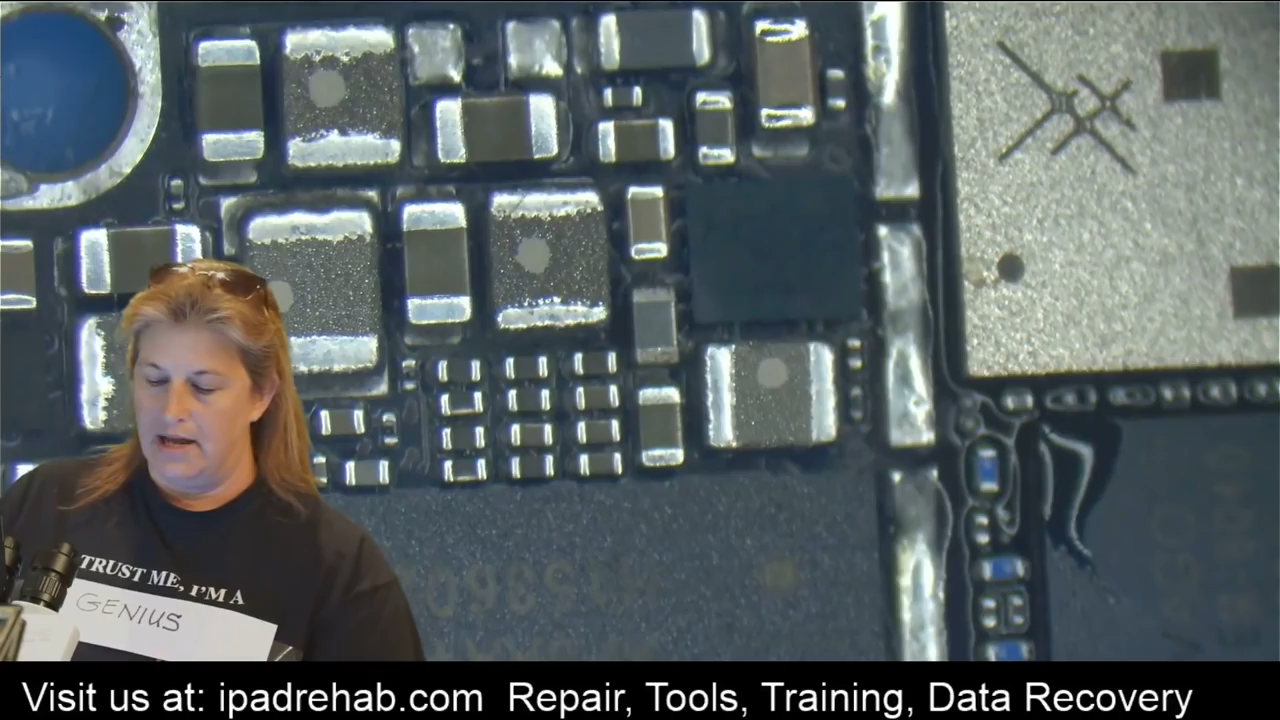 TRUST ME, I'M A
GENIUS
Visit us at: ipadrehab.com Repair, Tools, Training, Data Recovery